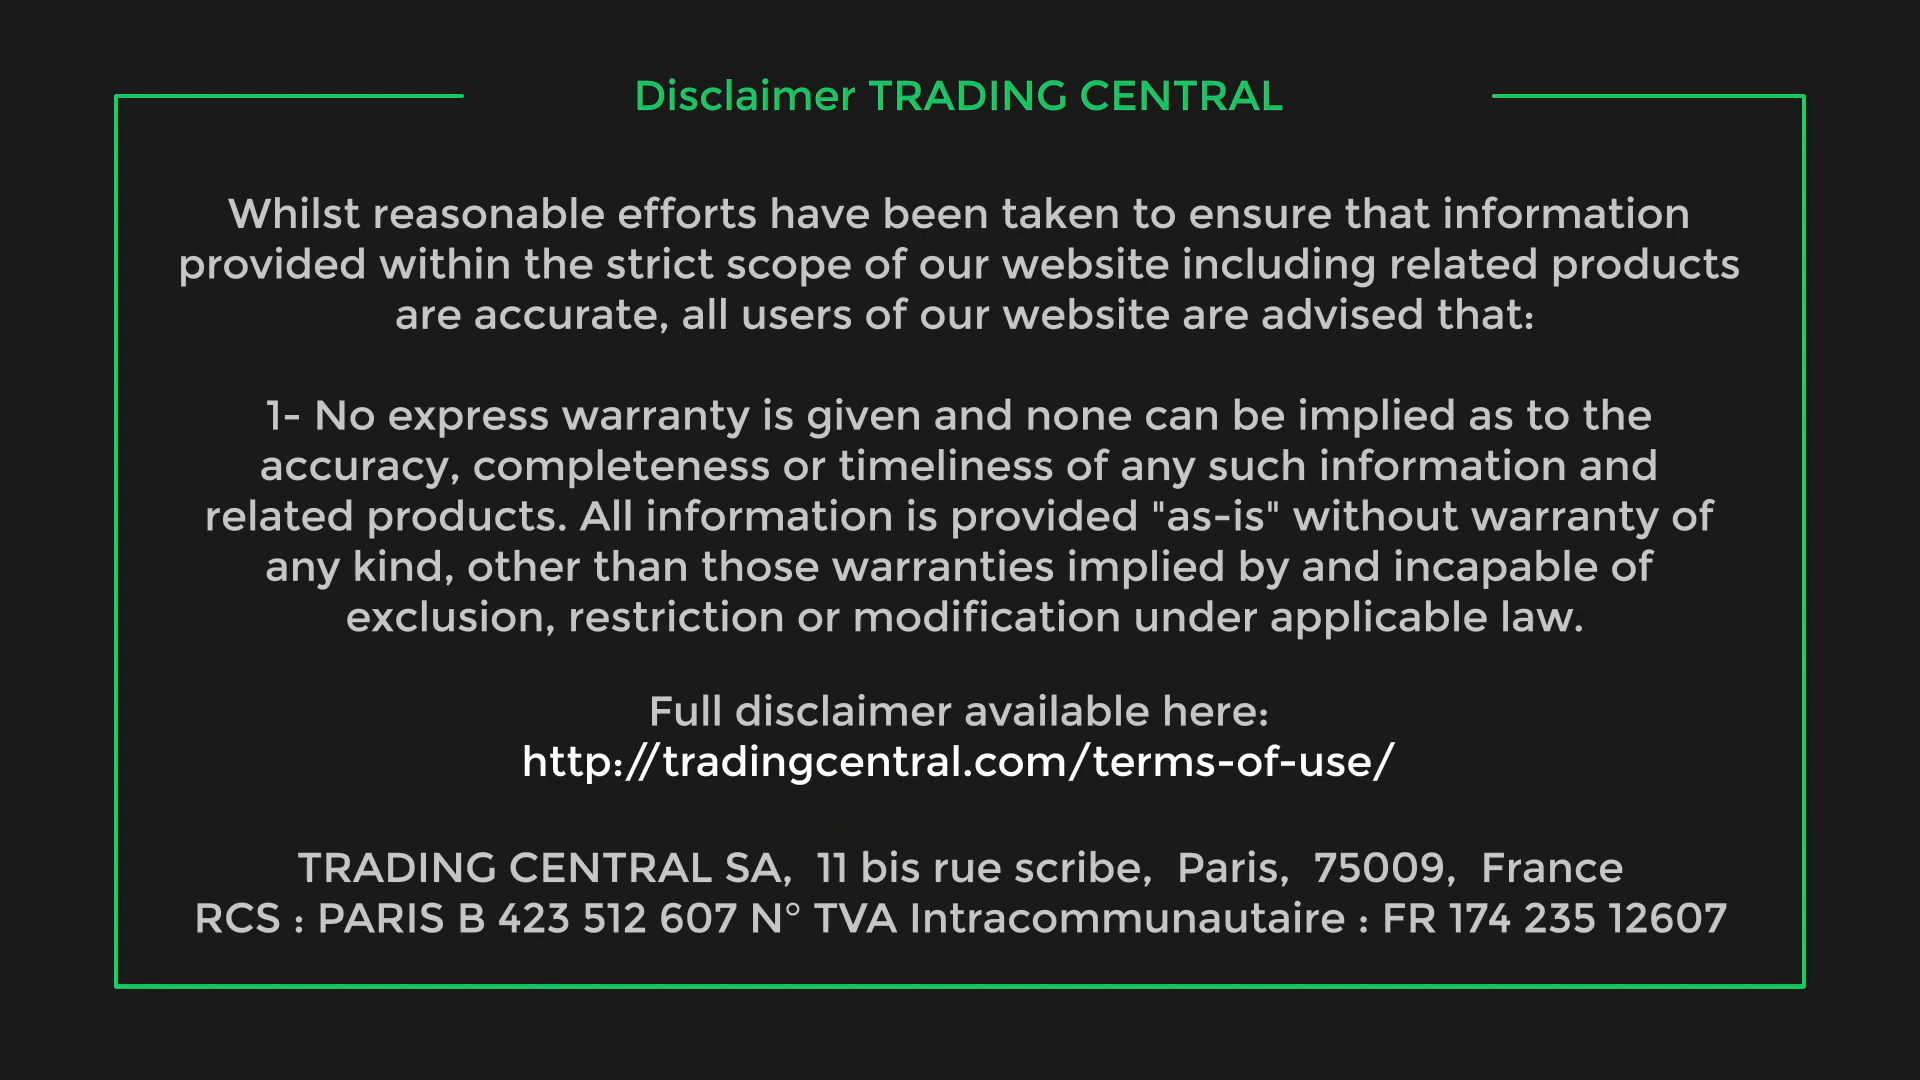 Disclaimer TRADING CENTRAL
Whilst reasonable efforts have been taken to ensure that information
provided within the strict scope of our website including related products
are accurate, all users of our website are advised that:
1- No express warranty is given and none can be implied as to the
accuracy, completeness or timeliness of any such information and
related products. All information is provided "as-is" without warranty of
any kind, other than those warranties implied by and incapable of
exclusion, restriction or modification under applicable law.
Full disclaimer available here:
http://tradingcentral.com/terms-of-use/
TRADING CENTRAL SA, 11 bis rue scribe, Paris, 75009, France
RCS : PARIS B 423 512 607 N° TVA Intracommunautaire : FR 174 235 12607